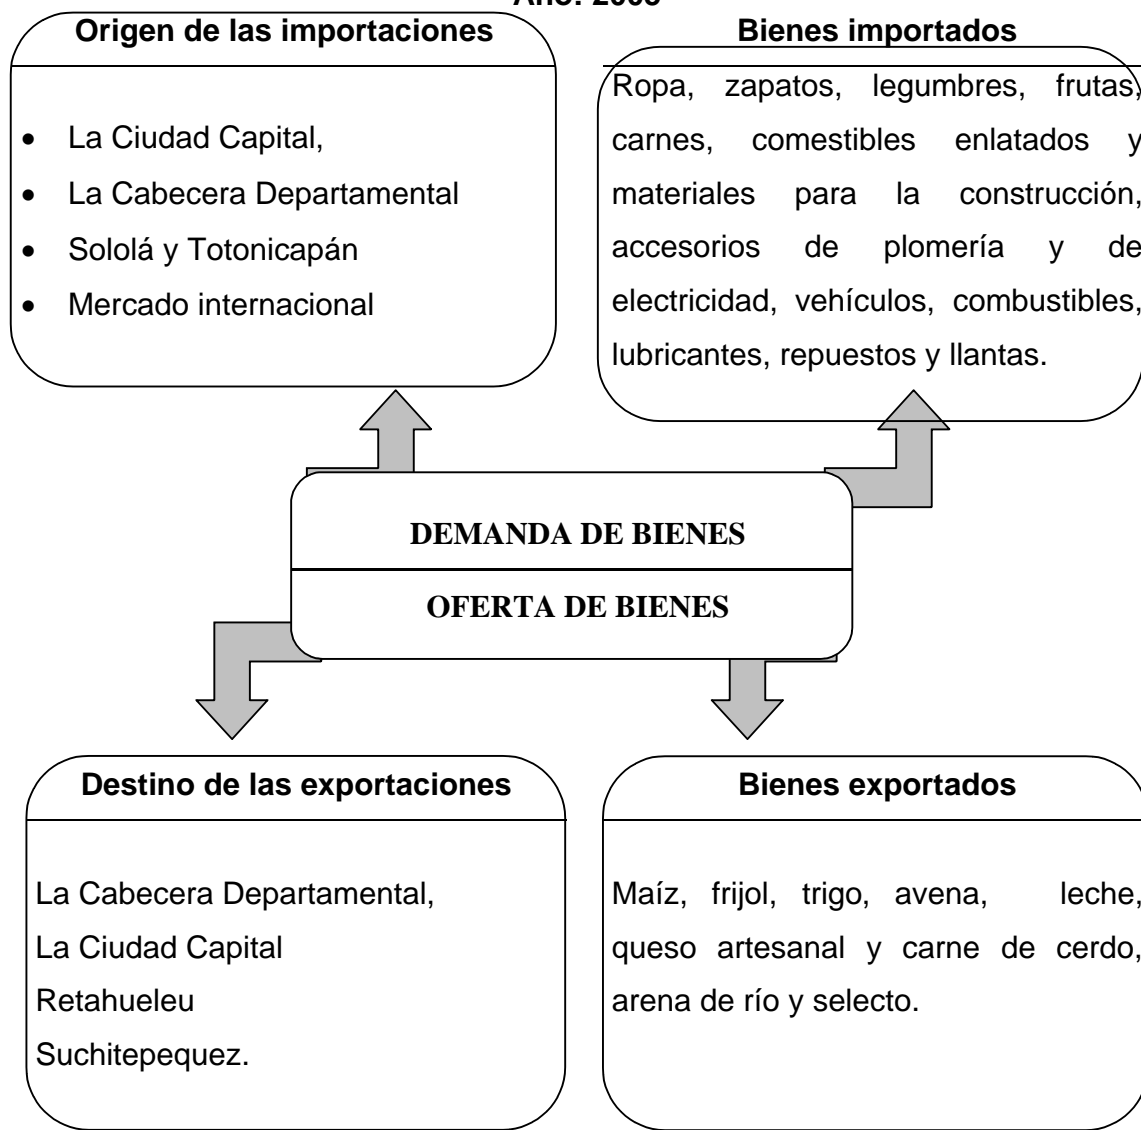 Origen de las importaciones
• La Ciudad Capital,
• La Cabecera Departamental
• Sololá y Totonicapán
• Mercado internacional
Bienes importados
Ropa, zapatos, legumbres, frutas,
carnes, comestibles enlatados y
materiales para la construcción,
accesorios de plomería y de
electricidad, vehículos, combustibles,
lubricantes, repuestos y llantas.
DEMANDA DE BIENES
OFERTA DE BIENES
Destino de las exportaciones
La Cabecera Departamental,
La Ciudad Capital
Retahueleu
Suchitepequez.
Bienes exportados
Maíz, frijol, trigo, avena, leche,
queso artesanal y carne de cerdo,
arena de río y selecto.